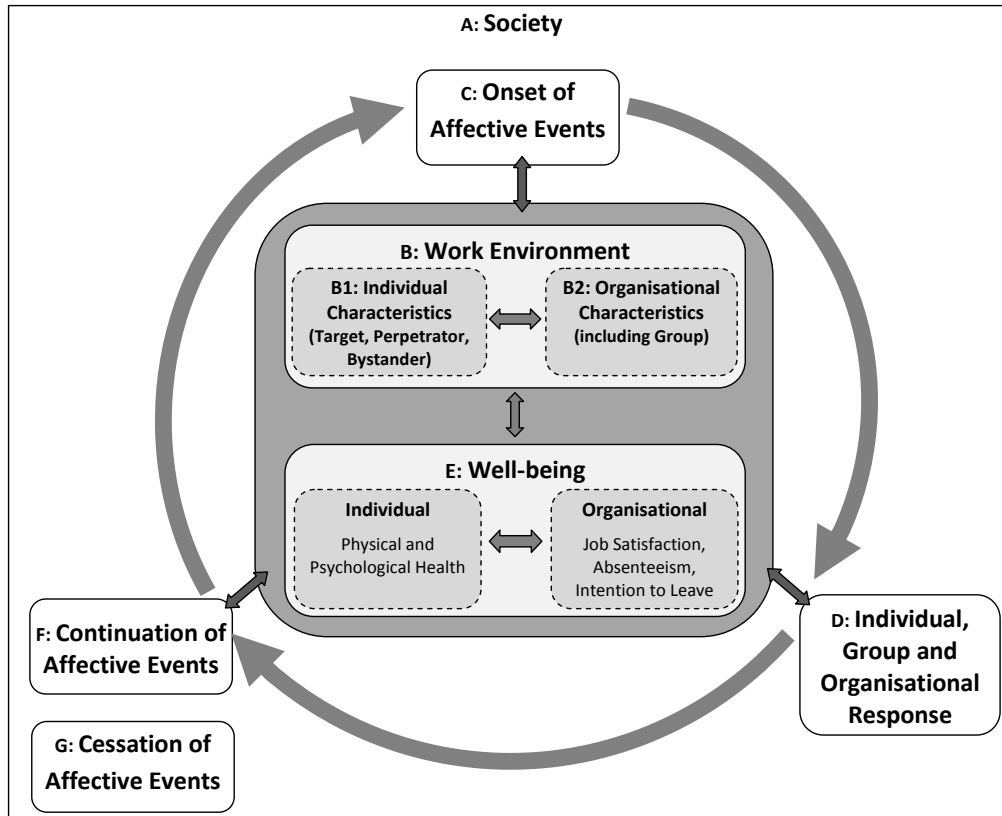 A: Society
C: Onset of
Affective Events
B: Work Environment
B1: Individual
Characteristics
(Target, Perpetrator,
Bystander)
B2: Organisational
Characteristics
(including Group)
E: Well-being
Individual
Physical and
Psychological Health
Organisational
Job Satisfaction,
Absenteeism,
Intention to Leave
F: Continuation of
Affective Events
D: Individual,
Group and
Organisational
Response
G: Cessation of
Affective Events